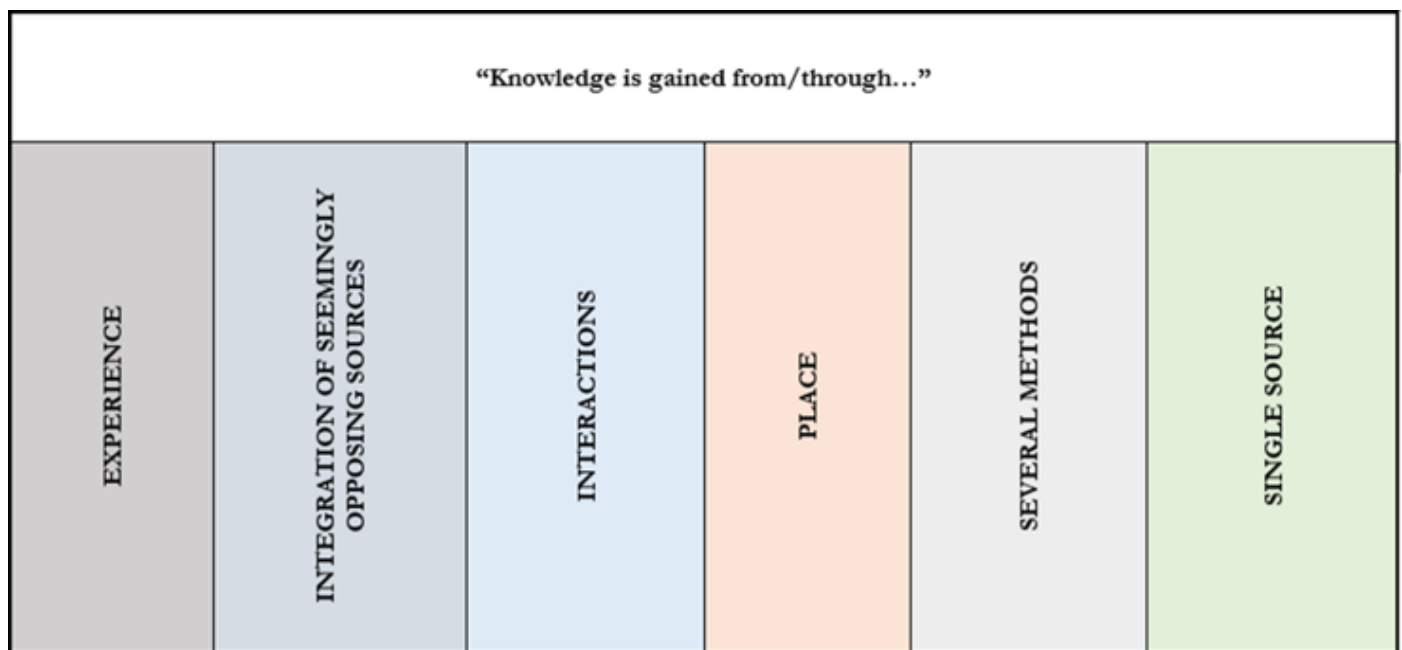 “Knowledge is gained from/through…”
EXPERIENCE
INTEGRATION OF SEEMINGLY
OPPOSING SOURCES
INTERACTIONS
PLACE
SEVERAL METHODS
SINGLE SOURCE